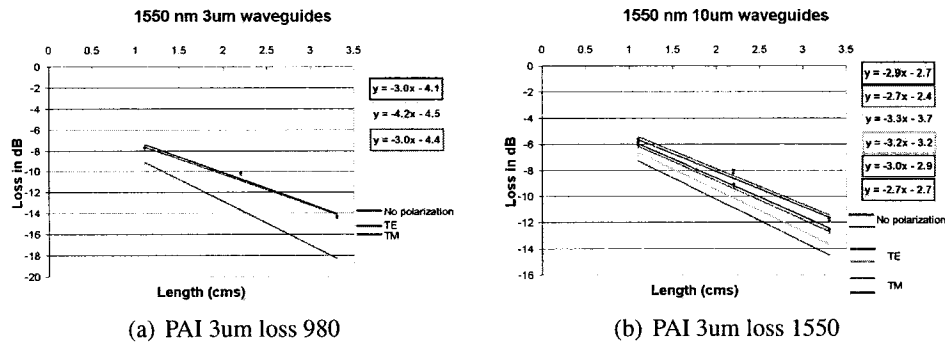 1550 nm 3um waveguides
0 0.5 1 1.5 2 2.5 3 3.5
0
-2
-4
-6
-8
-10
-12
-14
-16
-18
-20
Loss in dB
Length (cms)
y = -3.0x - 4.1
y = -4.2x - 4.5
y = -3.0x - 4.4
No polarization
TE
TM
(a) PAI 3um loss 980
1550 nm 10um waveguides
0 0.5 1 1.5 2 2.5 3 3.5
0
-2
-4
-6
-8
-10
-12
-14
-16
Loss in dB
Length (cms)
y = -2.9x - 2.7
y = -2.7x - 2.4
y = -3.3x - 3.7
y = -3.2x - 3.2
y = -3.0x - 2.9
y = -2.7x - 2.7
No polarization
TE
TM
(b) PAI 3um loss 1550